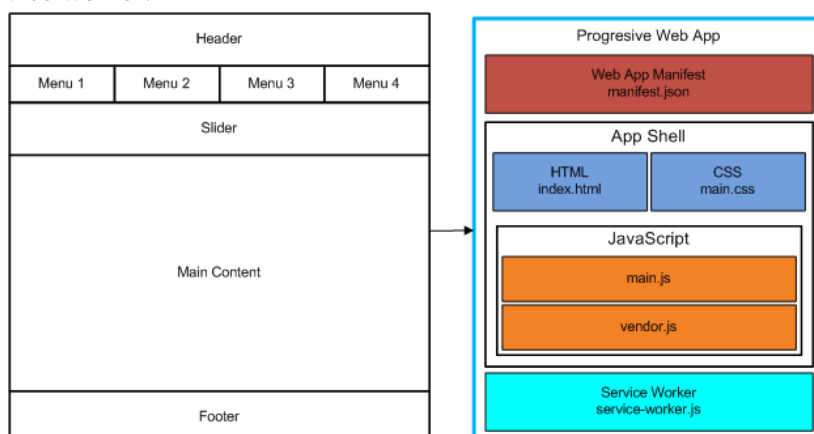 Header
Menu 1
Menu 2
Menu 3
Menu 4
Slider
Main Content
Footer
Progresive Web App
Web App Manifest
manifest.json
App Shell
HTML
index.html
CSS
main.css
JavaScript
main.js
vendor.js
Service Worker
service-worker.js